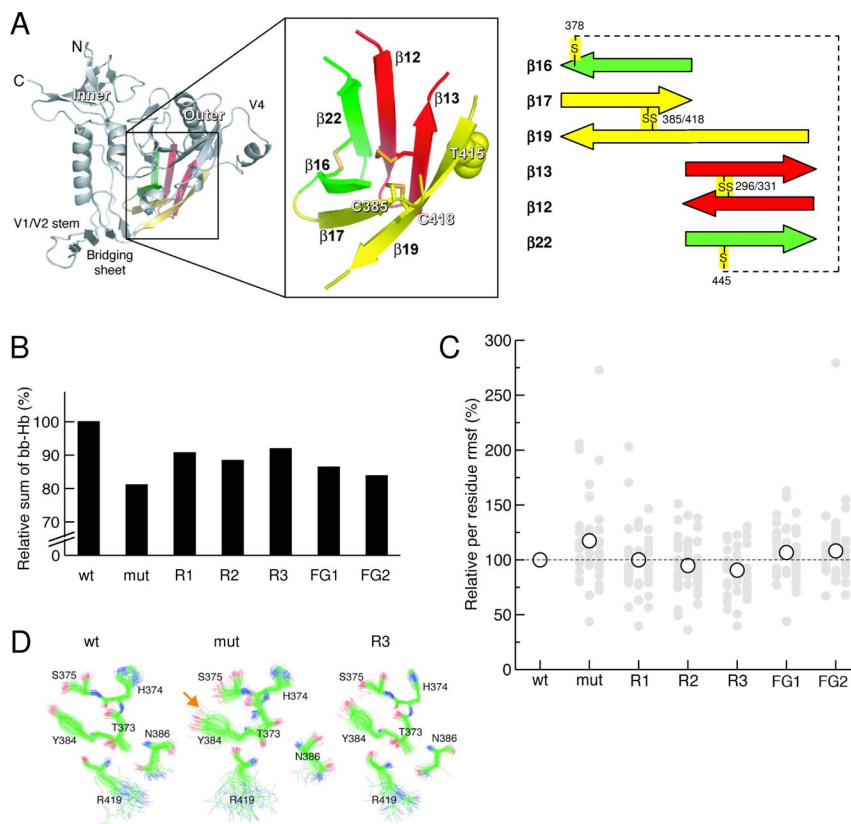 A
N
C
Inner
Outer
V4
V1/V2 stem
Bridging
sheet
β12
β13
β22
β16
T415
C385
C418
β17
β19
378
S
β16
β17
SS 385/418
β19
β13
SS 296/331
β12
β22
S
445
B
Relative sum of bb-Hb (%)
100
90
80
70
0
wt mut R1 R2 R3 FG1 FG2
C
Relative per residue rmsf (%)
300
250
200
150
100
50
0
wt mut R1 R2 R3 FG1 FG2
D
wt mut R3
S375
H374
T373
Y384
N386
R419
S375
H374
T373
Y384
N386
R419
S375
H374
T373
Y384
N386
R419